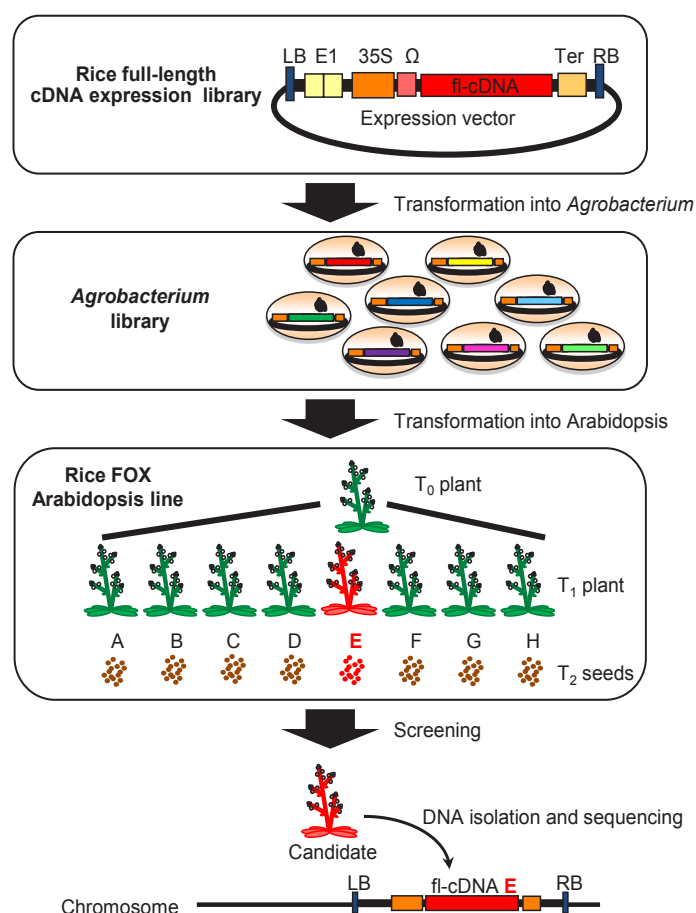 LB E1 35S Ω Ter RB
Rice full-length
cDNA expression library
fl-cDNA
Expression vector
Transformation into Agrobacterium
Agrobacterium
library
Transformation into Arabidopsis
Rice FOX
Arabidopsis line
T0 plant
T1 plant
A B C D E F G H
T2 seeds
Screening
DNA isolation and sequencing
Candidate
LB fl-cDNA E RB
Chromosome